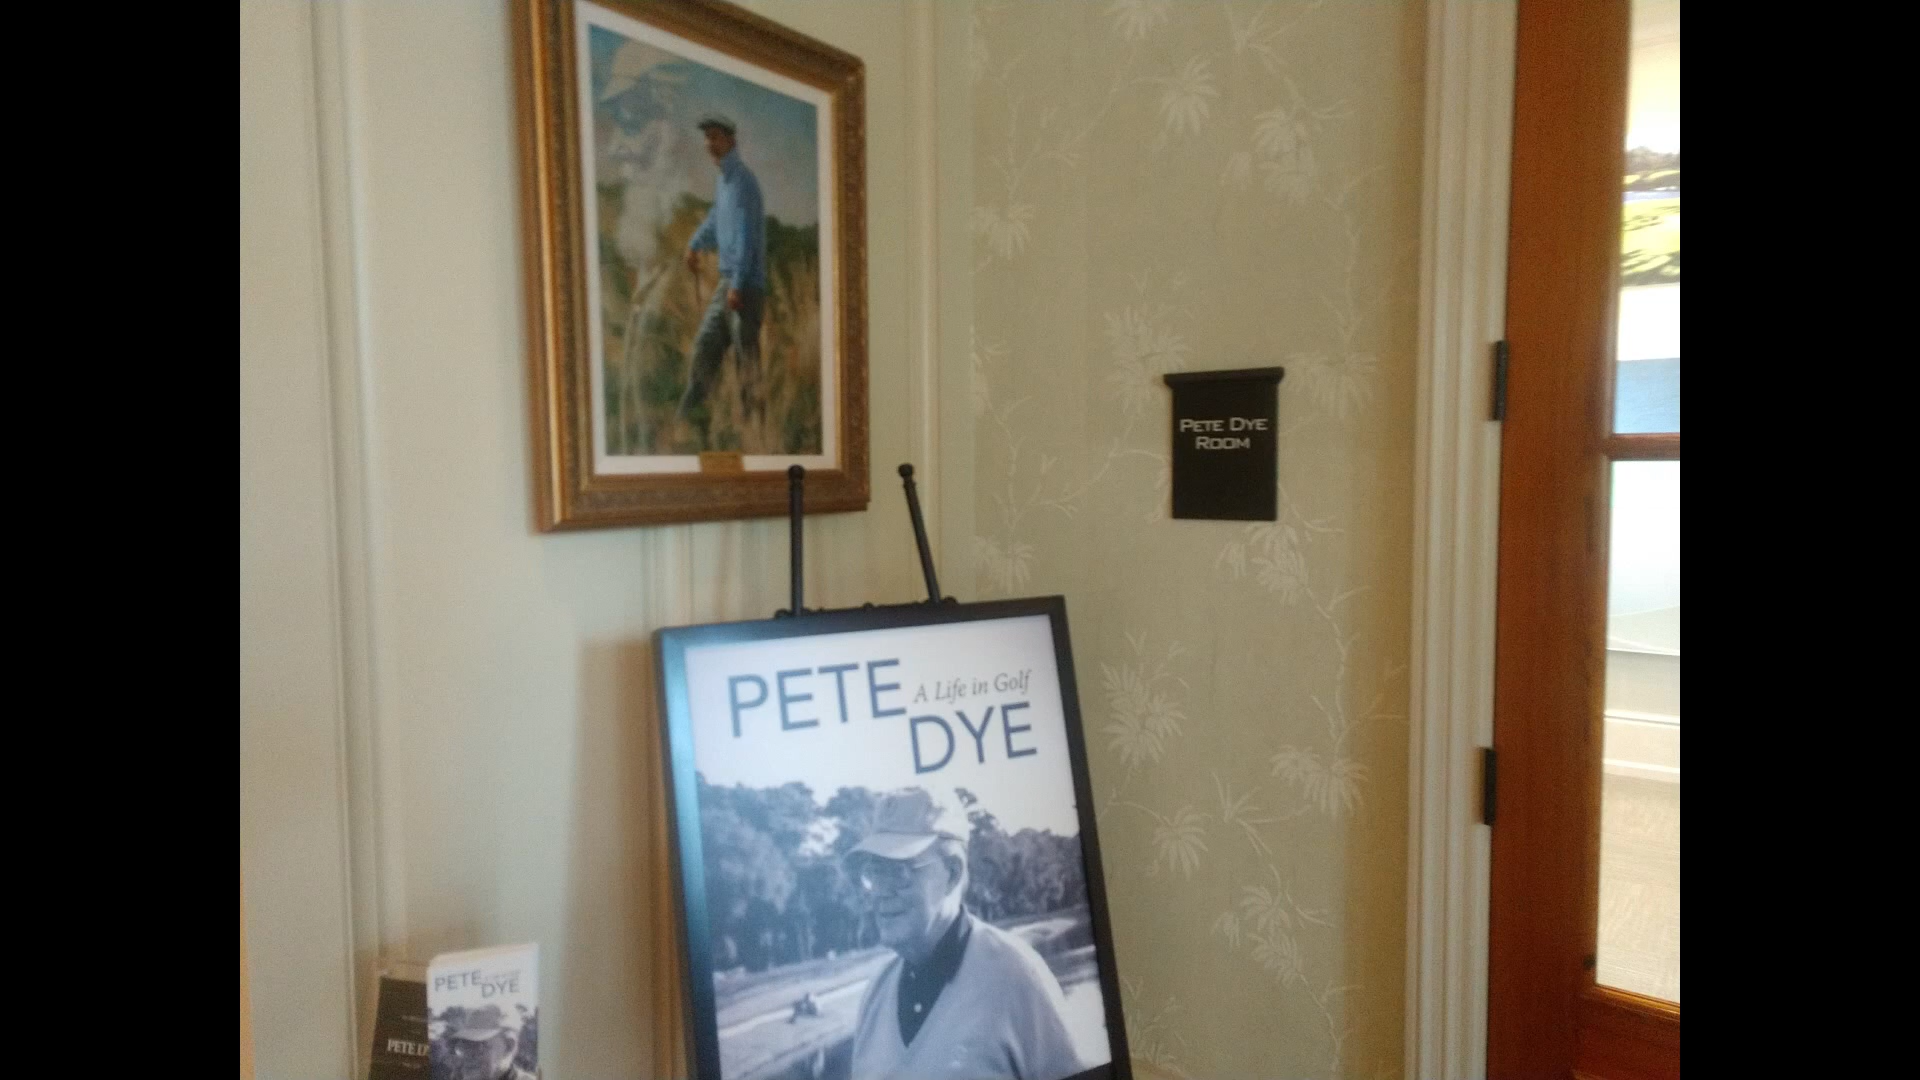 PETE DYE
ROOM
PETE
A Life in Golf
DYE
PETE
DYE
PETE D